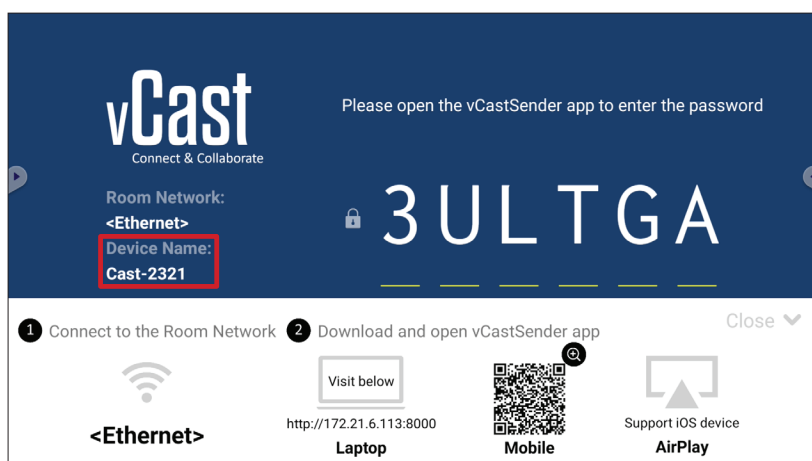 vCast
Connect & Collaborate
Please open the vCastSender app to enter the password
Room Network:
<Ethernet>
Device Name:
Cast-2321
3ULTGA
1 Connect to the Room Network
2 Download and open vCastSender app
Close
<Ethernet>
Visit below
http://172.21.6.113:8000
Laptop
Mobile
Support iOS device
AirPlay